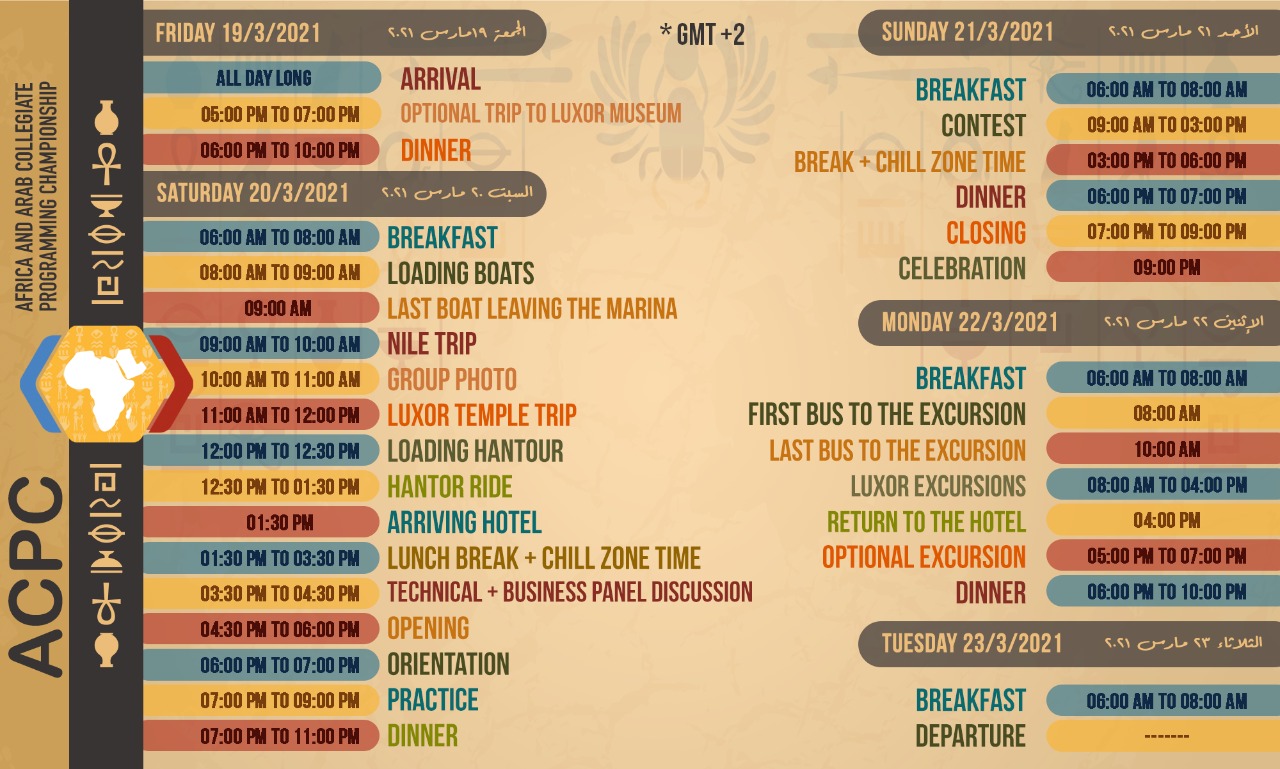 AFRICA AND ARAB COLLEGIATE
PROGRAMMING CHAMPIONSHIP
ACPC
* GMT +2
FRIDAY 19/3/2021 الجمعة ١٩مارس ٢٠٢١
ALL DAY LONG ARRIVAL
05:00 PM TO 07:00 PM OPTIONAL TRIP TO LUXOR MUSEUM
06:00 PM TO 10:00 PM DINNER
SATURDAY 20/3/2021 السبت ٢٠ مارس ٢٠٢١
06:00 AM TO 08:00 AM BREAKFAST
08:00 AM TO 09:00 AM LOADING BOATS
09:00 AM LAST BOAT LEAVING THE MARINA
09:00 AM TO 10:00 AM NILE TRIP
10:00 AM TO 11:00 AM GROUP PHOTO
11:00 AM TO 12:00 PM LUXOR TEMPLE TRIP
12:00 PM TO 12:30 PM LOADING HANTOUR
12:30 PM TO 01:30 PM HANTOR RIDE
01:30 PM ARRIVING HOTEL
01:30 PM TO 03:30 PM LUNCH BREAK + CHILL ZONE TIME
03:30 PM TO 04:30 PM TECHNICAL + BUSINESS PANEL DISCUSSION
04:30 PM TO 06:00 PM OPENING
06:00 PM TO 07:00 PM ORIENTATION
07:00 PM TO 09:00 PM PRACTICE
07:00 PM TO 11:00 PM DINNER
SUNDAY 21/3/2021 الأحد ٢١ مارس ٢٠٢١
BREAKFAST 06:00 AM TO 08:00 AM
CONTEST 09:00 AM TO 03:00 PM
BREAK + CHILL ZONE TIME 03:00 PM TO 06:00 PM
DINNER 06:00 PM TO 07:00 PM
CLOSING 07:00 PM TO 09:00 PM
CELEBRATION 09:00 PM
MONDAY 22/3/2021 الإثنين ٢٢ مارس ٢٠٢١
BREAKFAST 06:00 AM TO 08:00 AM
FIRST BUS TO THE EXCURSION 08:00 AM
LAST BUS TO THE EXCURSION 10:00 AM
LUXOR EXCURSIONS 08:00 AM TO 04:00 PM
RETURN TO THE HOTEL 04:00 PM
OPTIONAL EXCURSION 05:00 PM TO 07:00 PM
DINNER 06:00 PM TO 10:00 PM
TUESDAY 23/3/2021 الثلاثاء ٢٣ مارس ٢٠٢١
BREAKFAST 06:00 AM TO 08:00 AM
DEPARTURE -------